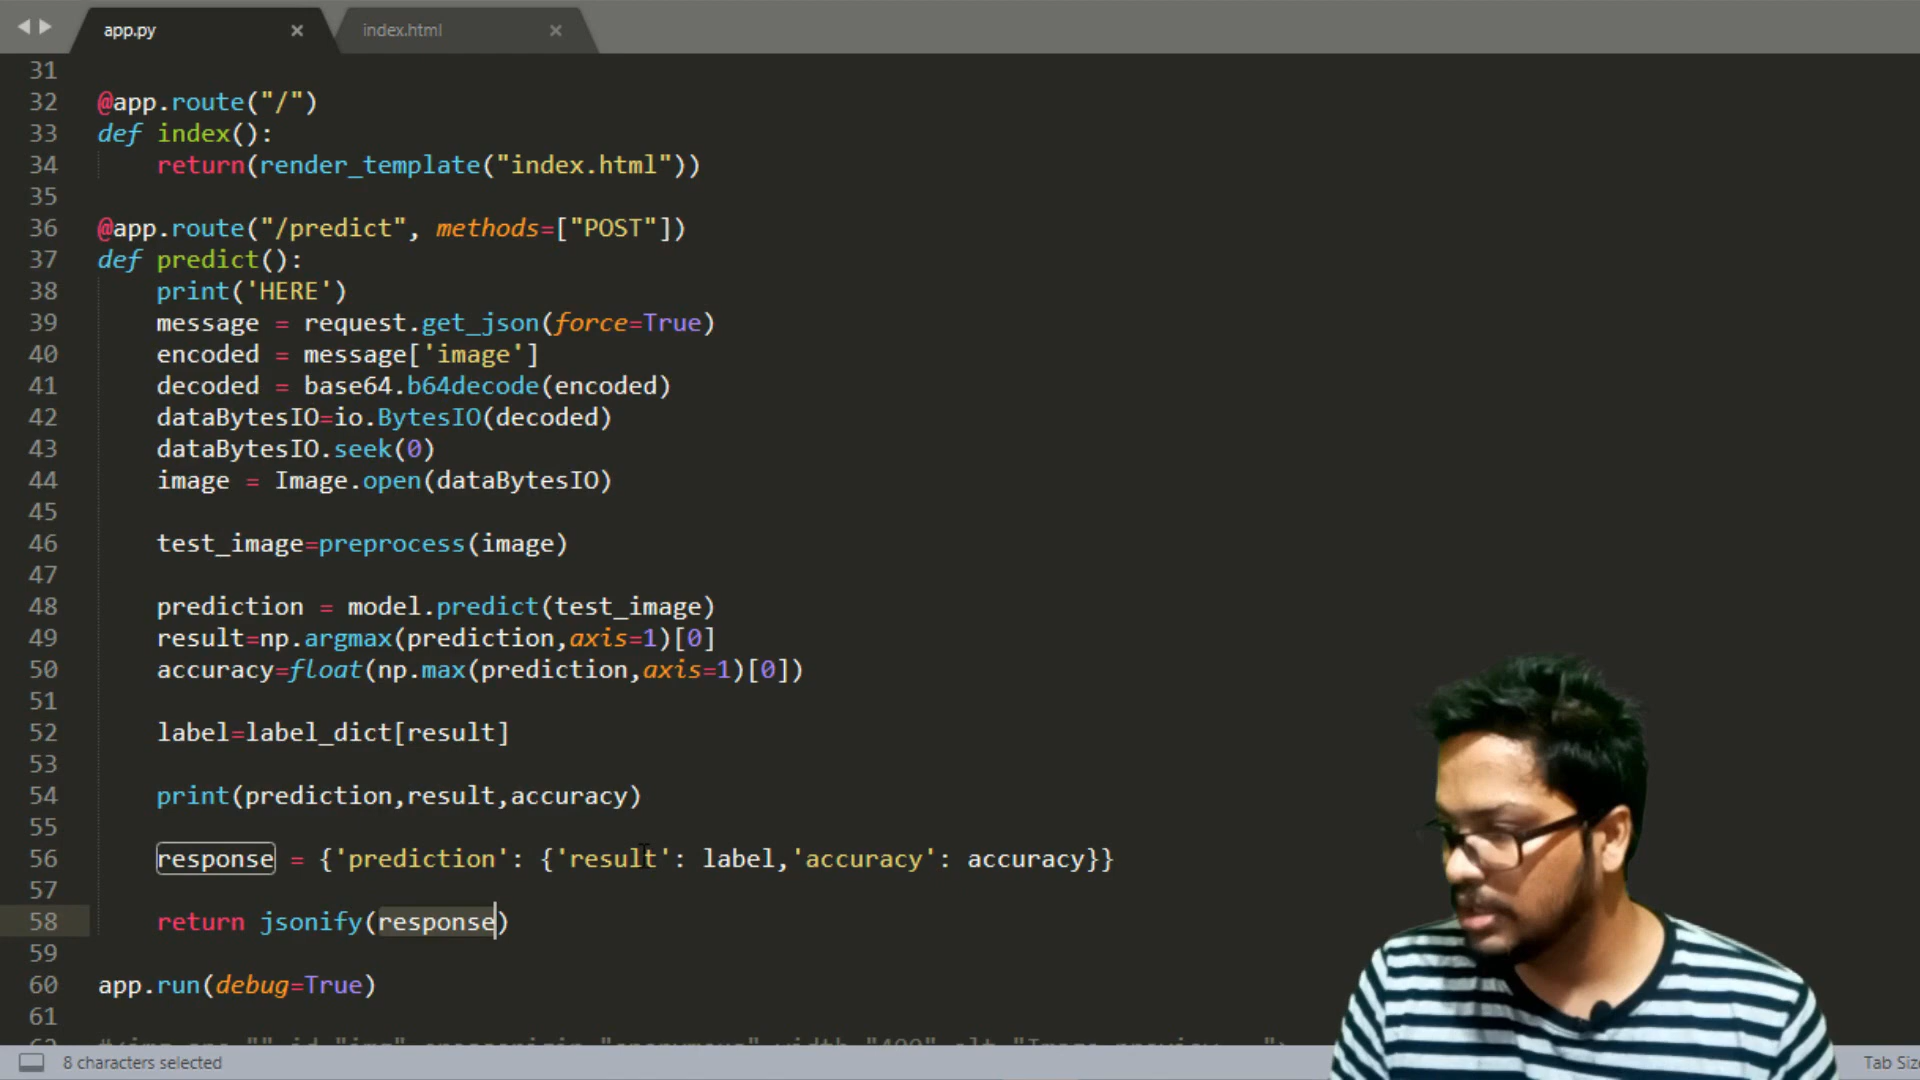 app.py
index.html
31
32 @app.route("/")
33 def index():
34 return(render_template("index.html"))
35
36 @app.route("/predict", methods=["POST"])
37 def predict():
38 print('HERE')
39 message = request.get_json(force=True)
40 encoded = message['image']
41 decoded = base64.b64decode(encoded)
42 dataBytesIO=io.BytesIO(decoded)
43 dataBytesIO.seek(0)
44 image = Image.open(dataBytesIO)
45
46 test_image=preprocess(image)
47
48 prediction = model.predict(test_image)
49 result=np.argmax(prediction,axis=1)[0]
50 accuracy=float(np.max(prediction,axis=1)[0])
51
52 label=label_dict[result]
53
54 print(prediction,result,accuracy)
55
56 response = {'prediction': {'result': label,'accuracy': accuracy}}
57
58 return jsonify(response)
59
60 app.run(debug=True)
61
8 characters selected
Tab Siz